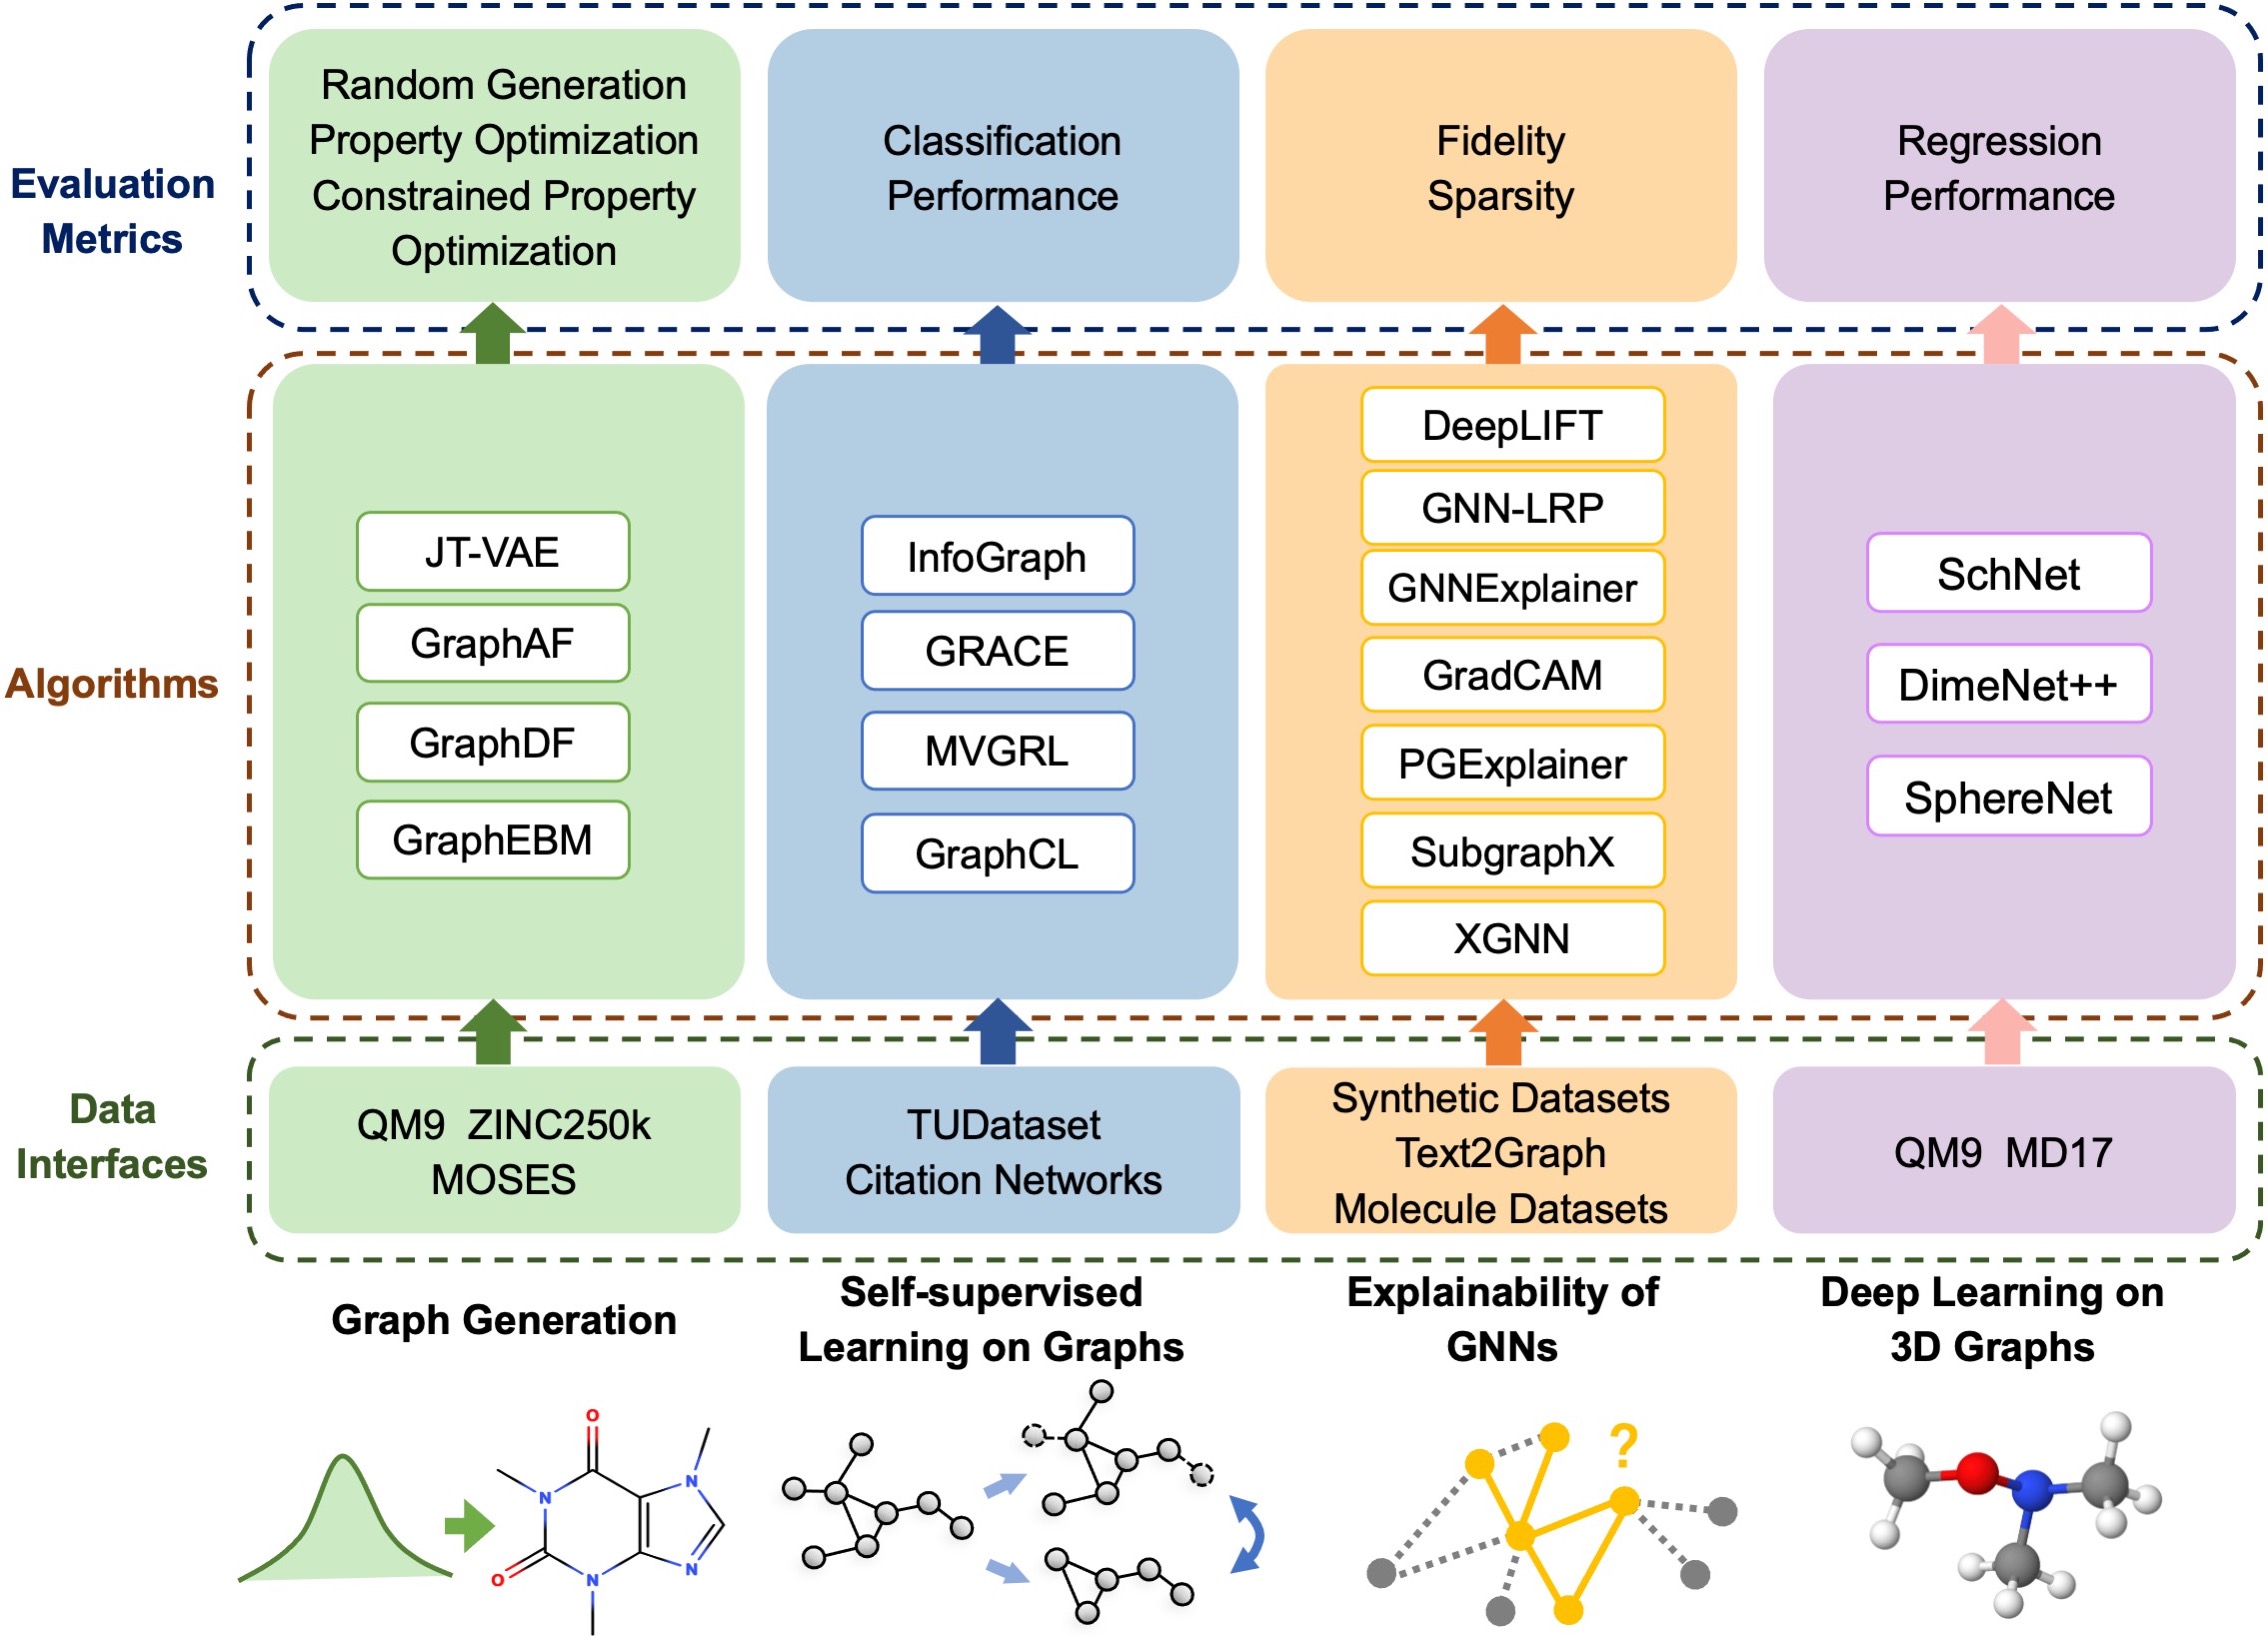 Evaluation
Metrics
Random Generation
Property Optimization
Constrained Property
Optimization
Classification
Performance
Fidelity
Sparsity
Regression
Performance
Algorithms
JT-VAE
GraphAF
GraphDF
GraphEBM
InfoGraph
GRACE
MVGRL
GraphCL
DeepLIFT
GNN-LRP
GNNExplainer
GradCAM
PGExplainer
SubgraphX
XGNN
SchNet
DimeNet++
SphereNet
Data
Interfaces
QM9 ZINC250k
MOSES
TUDataset
Citation Networks
Synthetic Datasets
Text2Graph
Molecule Datasets
QM9 MD17
Graph Generation
Self-supervised
Learning on Graphs
Explainability of
GNNs
Deep Learning on
3D Graphs
O
N
N
O
N
N
?